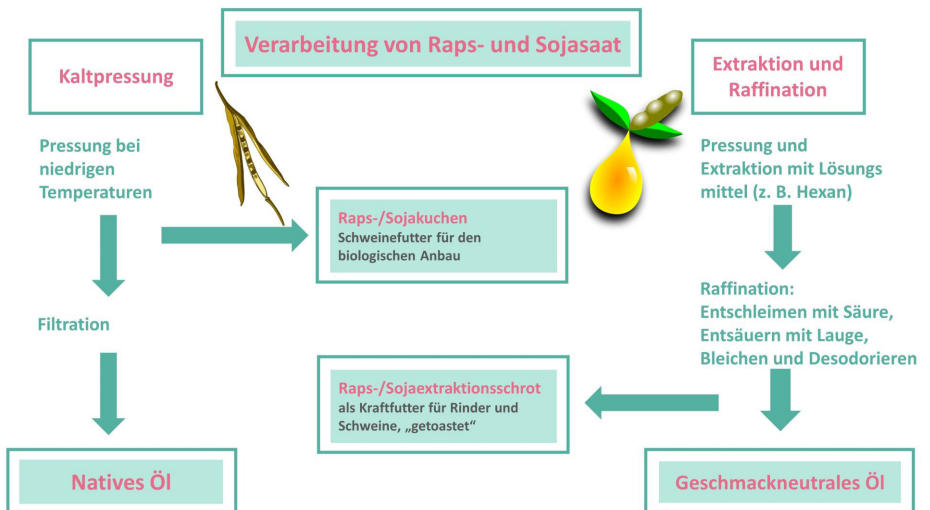 Verarbeitung von Raps- und Sojasaat
Kaltpressung
Pressung bei
niedrigen
Temperaturen
Filtration
Natives Öl
Raps-/Sojakuchen
Schweinefutter für den
biologischen Anbau
Raps-/Sojaextraktionsschrot
als Kraftfutter für Rinder und
Schweine, „getoastet“
Extraktion und
Raffination
Pressung und
Extraktion mit Lösungs
mittel (z. B. Hexan)
Raffination:
Entschleimen mit Säure,
Entsäuern mit Lauge,
Bleichen und Desodorieren
Geschmackneutrales Öl